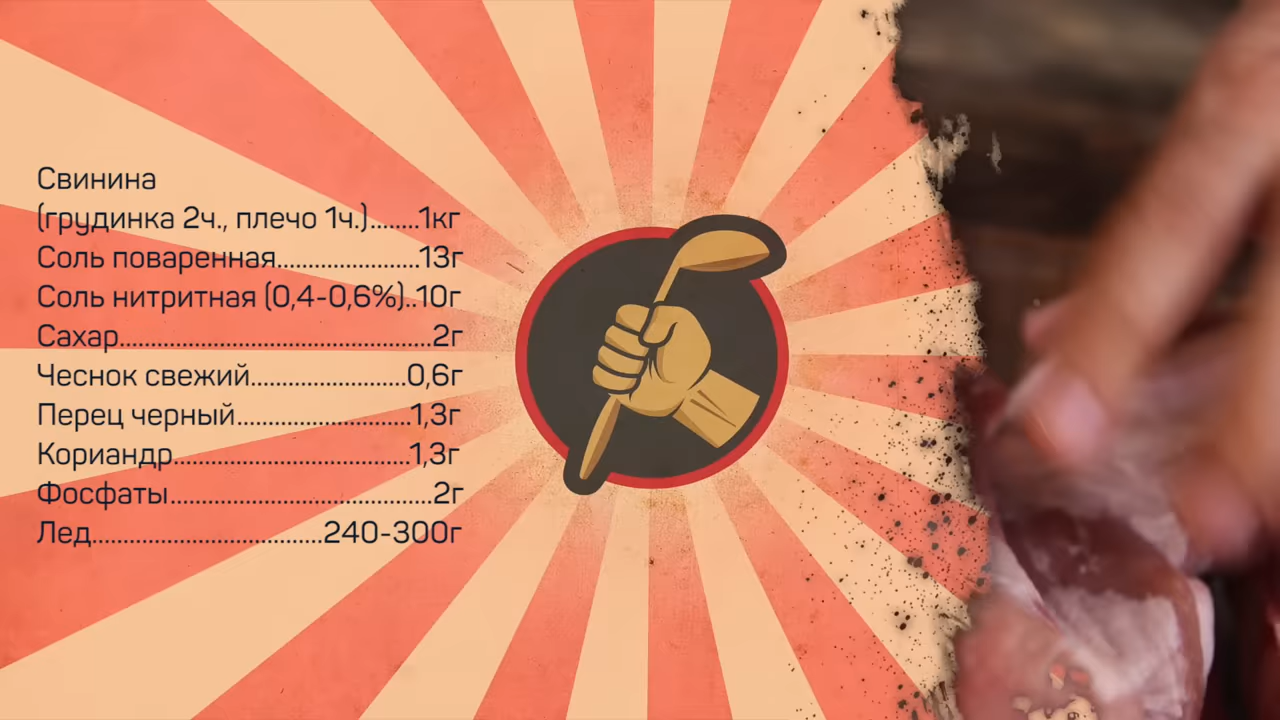 Свинина
(грудинка 2ч., плечо 1ч.)........1кг
Соль поваренная.......................13г
Соль нитритная (0,4-0,6%)..10г
Сахар..................................................2г
Чеснок свежий.........................0,6г
Перец черный............................1,3г
Кориандр......................................1,3г
Фосфаты..........................................2г
Лед.....................................240-300г